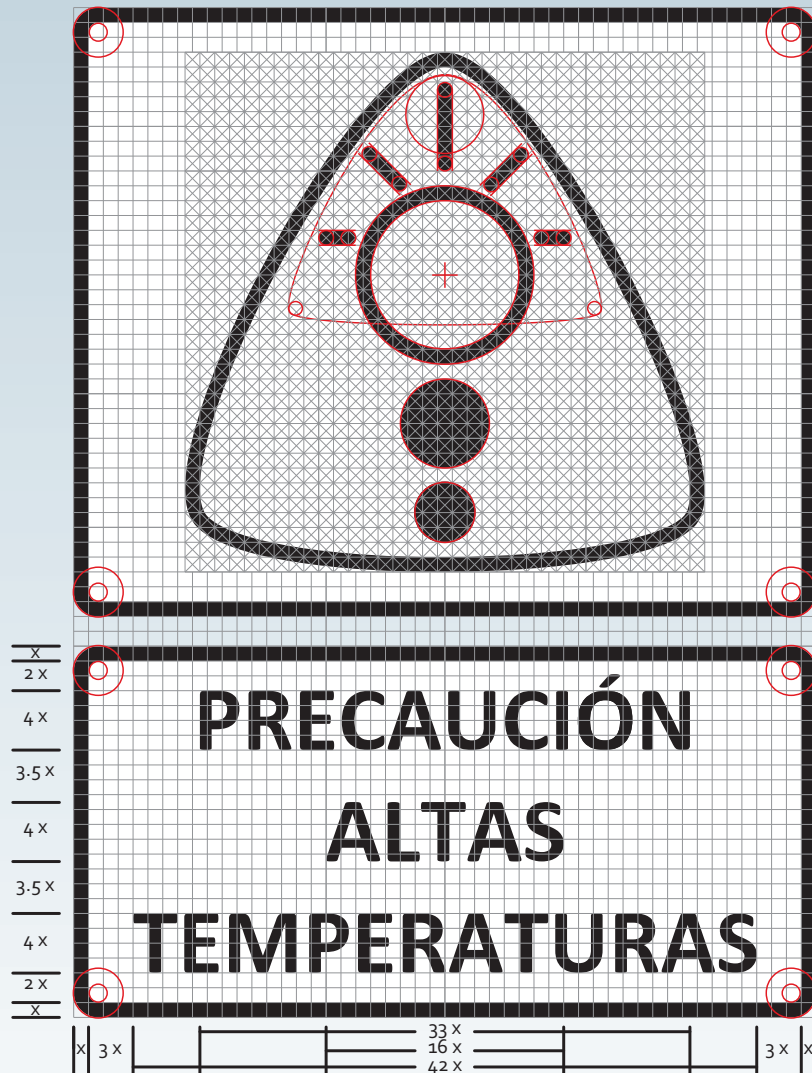 PRECAUCIÓN
ALTAS
TEMPERATURAS
x
2 x
4 x
3.5 x
4 x
3.5 x
4 x
2 x
x
x
3 x
33 x
16 x
42 x
3 x
x